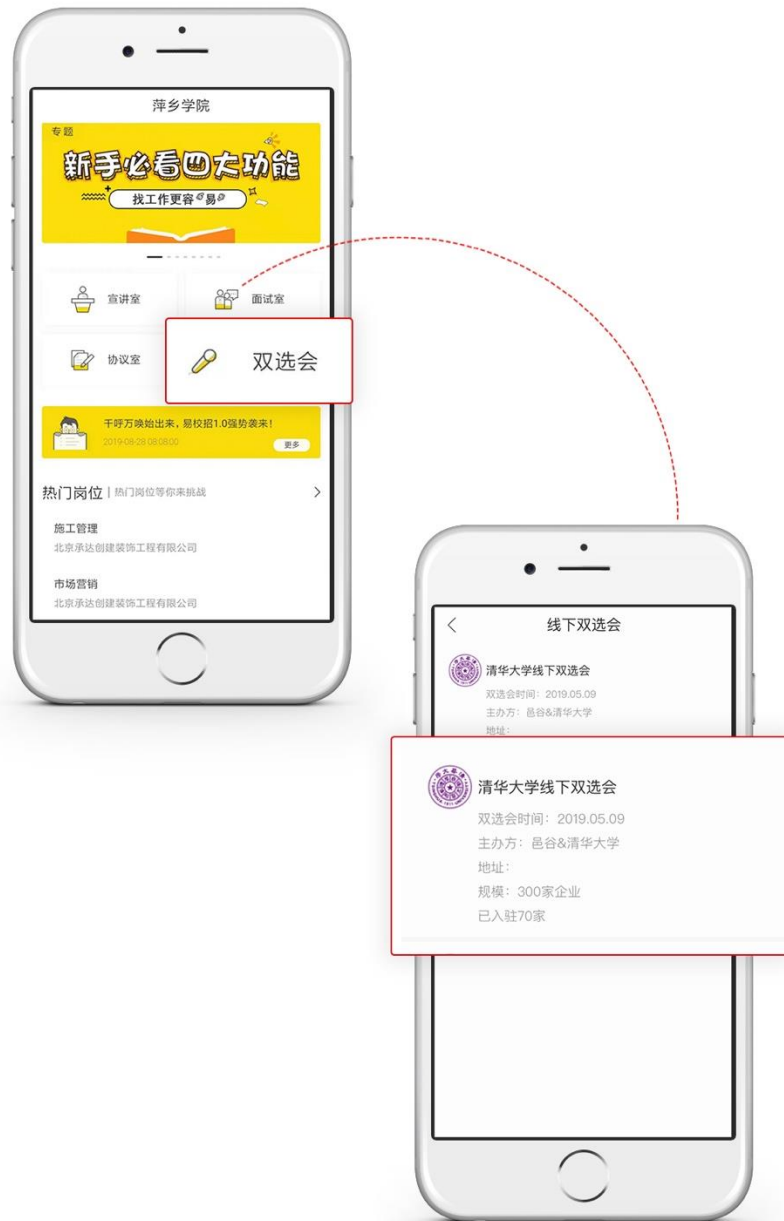 萍乡学院
专题
新手必看四大功能
找工作更容易
宣讲室
面试室
协议室
双选会
千呼万唤始出来，易校招1.0强势袭来！
2019-08-28 08:08:00
更多
热门岗位 | 热门岗位等你来挑战
施工管理
北京承达创建装饰工程有限公司
市场营销
北京承达创建装饰工程有限公司
线下双选会
清华大学线下双选会
双选会时间：2019.05.09
主办方：邑谷&清华大学
地址：
清华大学线下双选会
双选会时间：2019.05.09
主办方：邑谷&清华大学
地址：
规模：300家企业
已入驻70家